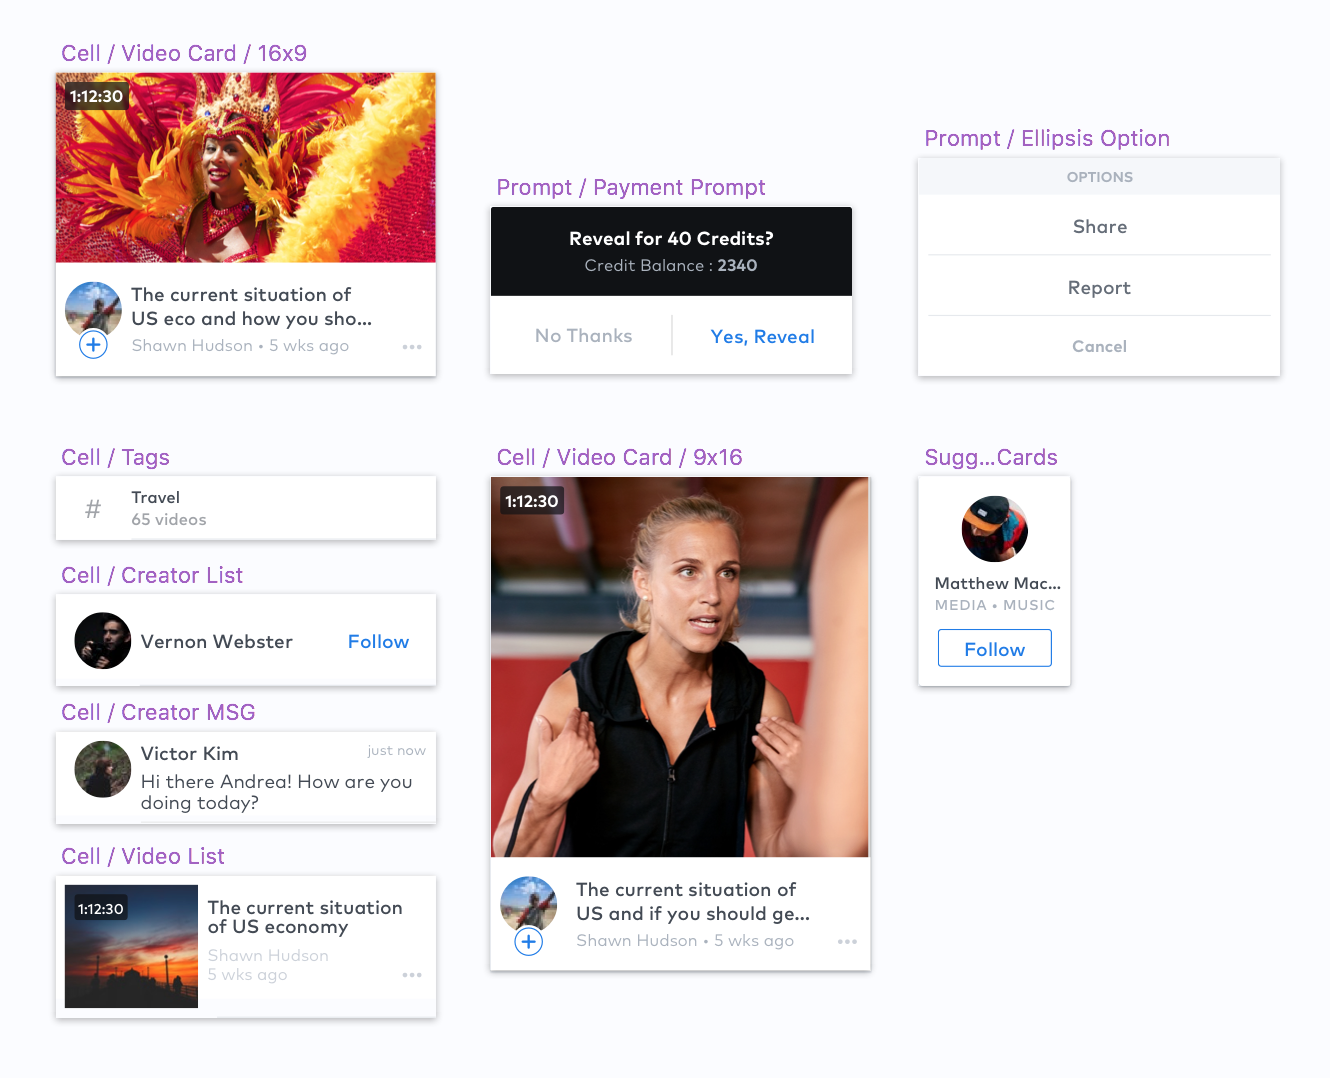 Cell / Video Card / 16x9
1:12:30
The current situation of
US eco and how you sho...
Shawn Hudson • 5 wks ago
Prompt / Payment Prompt
Reveal for 40 Credits?
Credit Balance : 2340
No Thanks
Yes, Reveal
Prompt / Ellipsis Option
OPTIONS
Share
Report
Cancel
Cell / Tags
#
Travel
65 videos
Cell / Creator List
Vernon Webster
Follow
Cell / Creator MSG
Victor Kim
just now
Hi there Andrea! How are you
doing today?
Cell / Video List
1:12:30
The current situation
of US economy
Shawn Hudson
5 wks ago
Cell / Video Card / 9x16
1:12:30
The current situation of
US and if you should ge...
Shawn Hudson • 5 wks ago
Sugg...Cards
Matthew Mac...
MEDIA • MUSIC
Follow